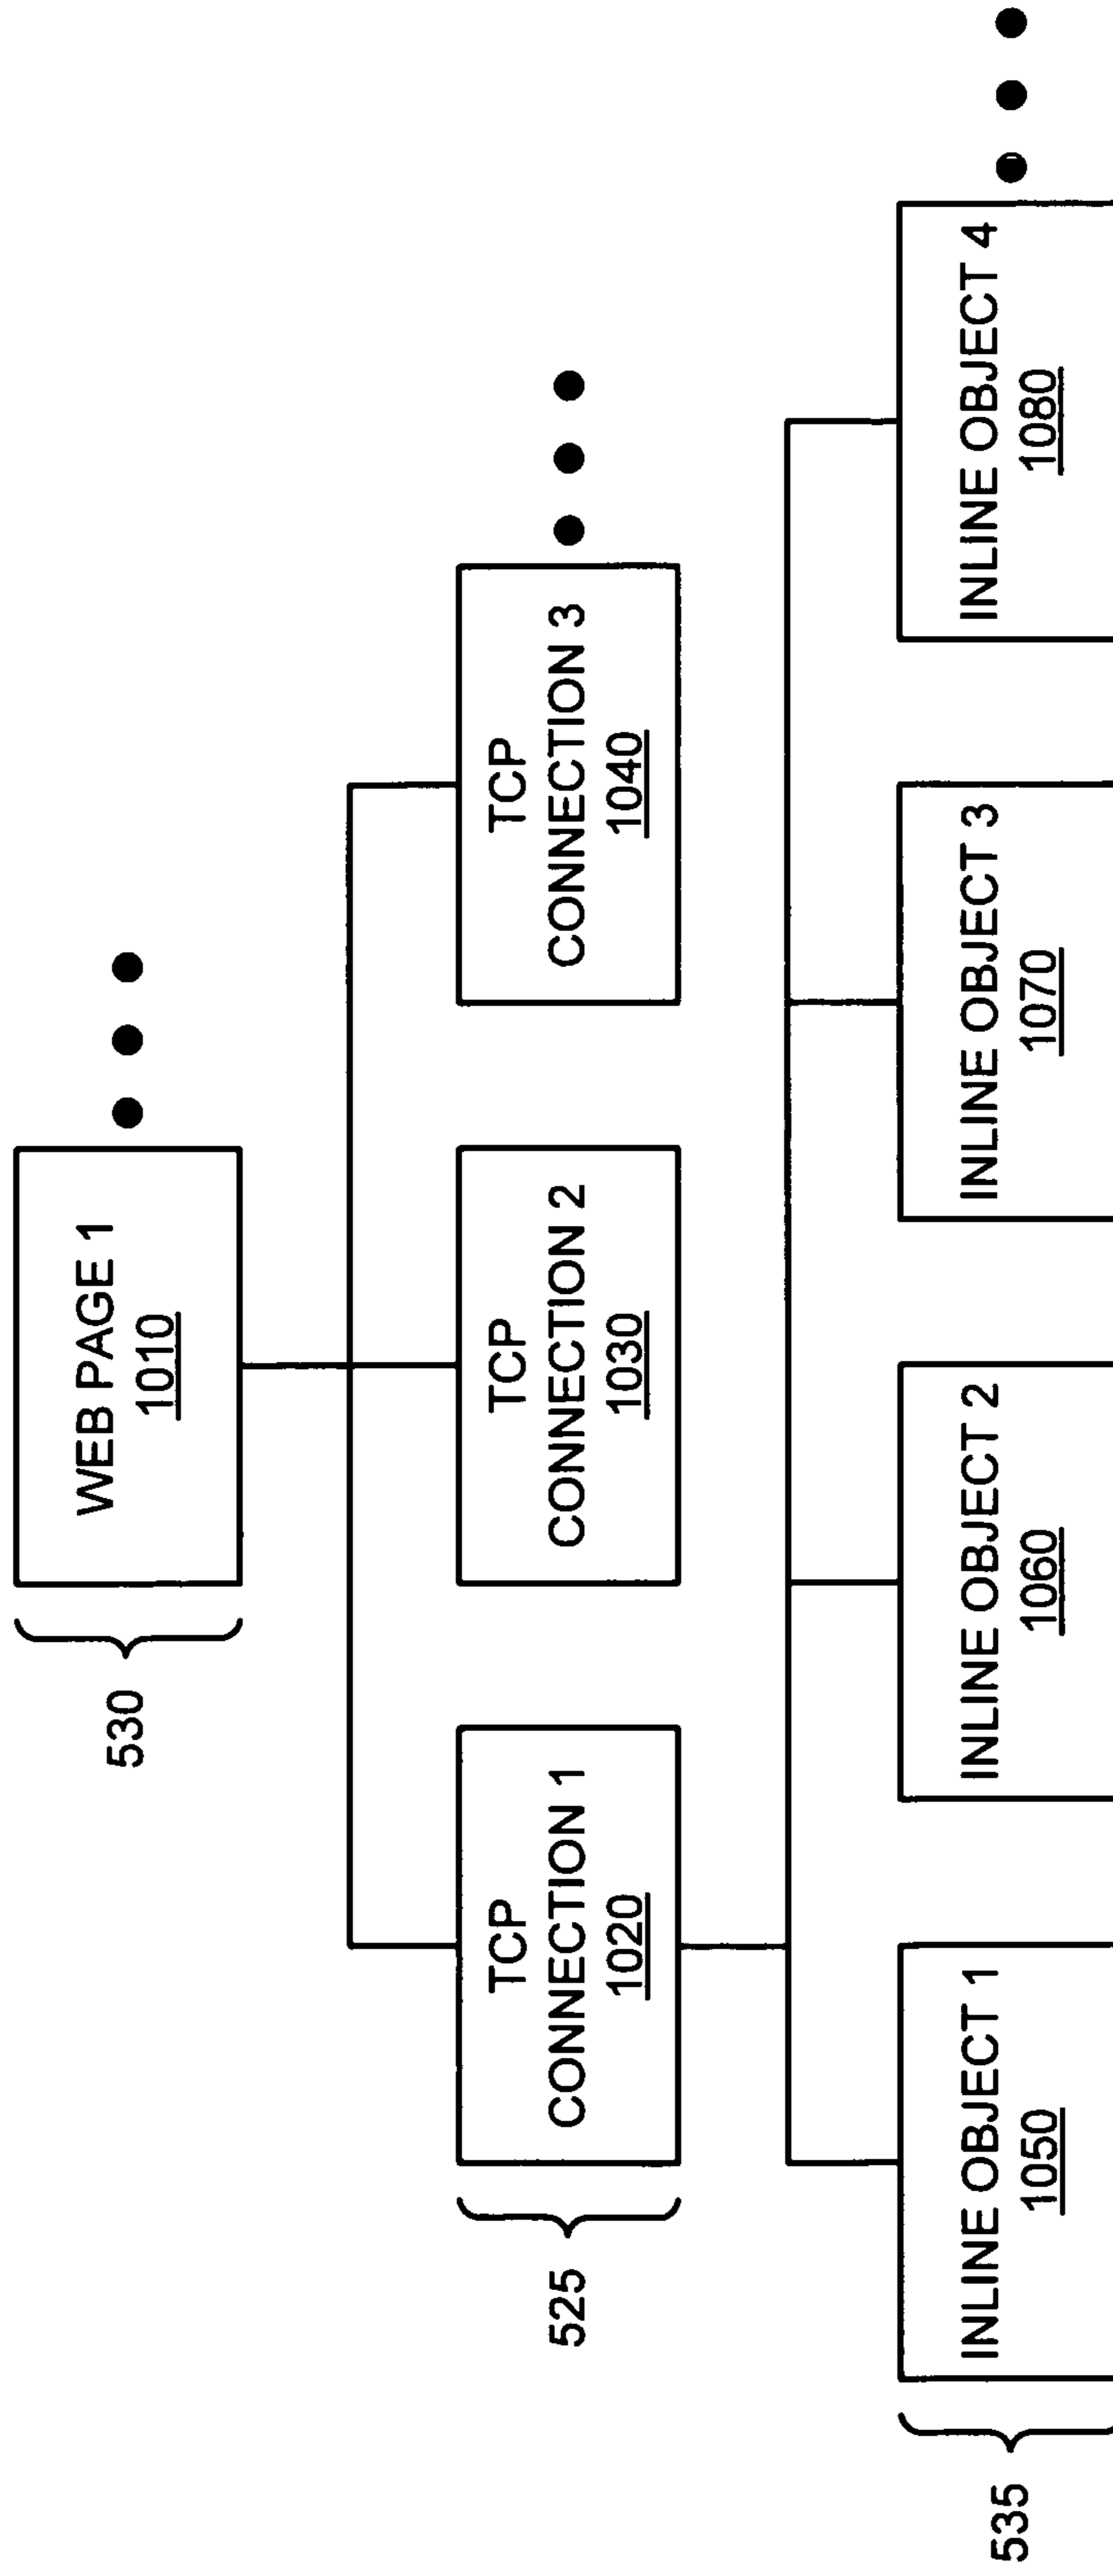 530
WEB PAGE 1
1010
525
TCP
CONNECTION 1
1020
TCP
CONNECTION 2
1030
TCP
CONNECTION 3
1040
535
INLINE OBJECT 1
1050
INLINE OBJECT 2
1060
INLINE OBJECT 3
1070
INLINE OBJECT 4
1080